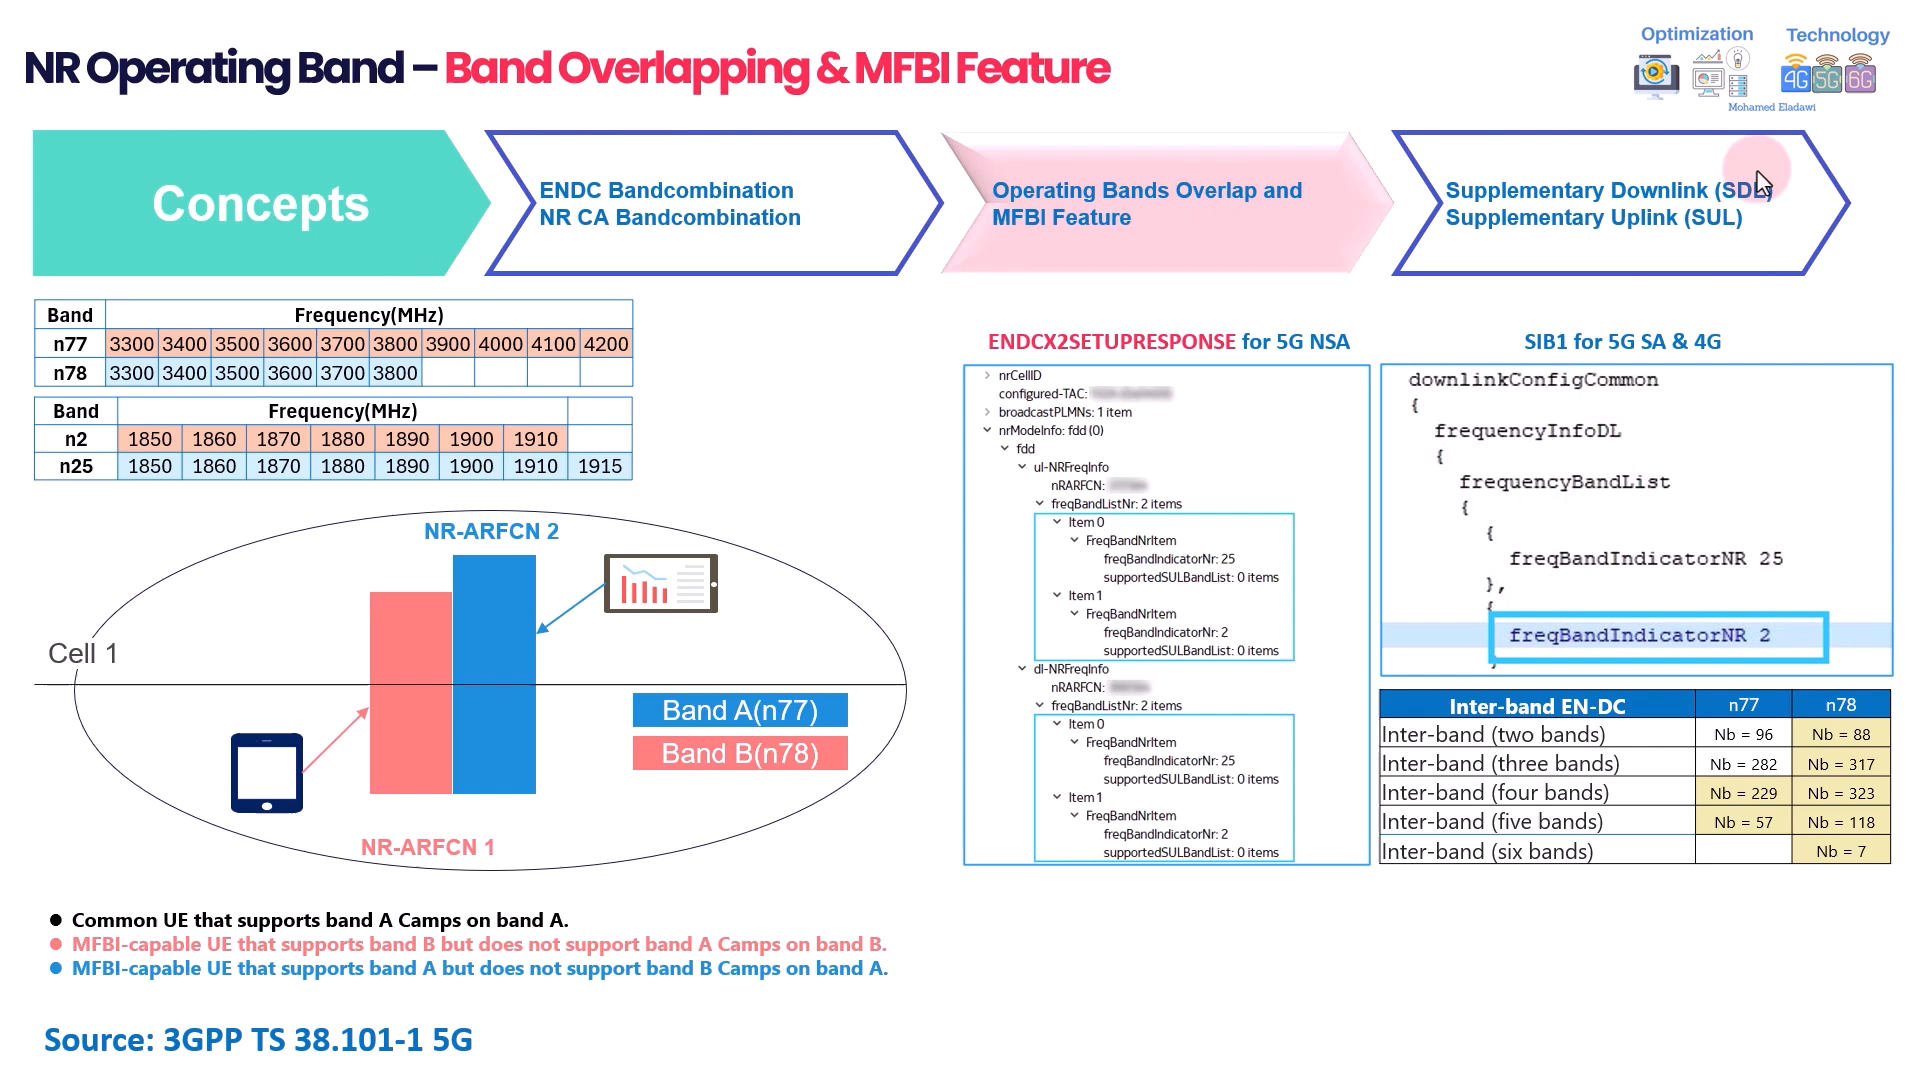 NR Operating Band – Band Overlapping & MFBI Feature
Optimization
Technology
4G 5G 6G
Mohamed Eladawi
Concepts
ENDC Bandcombination
NR CA Bandcombination
Operating Bands Overlap and
MFBI Feature
Supplementary Downlink (SDL)
Supplementary Uplink (SUL)
Band Frequency(MHz)
n77 3300 3400 3500 3600 3700 3800 3900 4000 4100 4200
n78 3300 3400 3500 3600 3700 3800
Band Frequency(MHz)
n2 1850 1860 1870 1880 1890 1900 1910
n25 1850 1860 1870 1880 1890 1900 1910 1915
NR-ARFCN 2
Cell 1
Band A(n77)
Band B(n78)
NR-ARFCN 1
Common UE that supports band A Camps on band A.
MFBI-capable UE that supports band B but does not support band A Camps on band B.
MFBI-capable UE that supports band A but does not support band B Camps on band A.
Source: 3GPP TS 38.101-1 5G
ENDCX2SETUPRESPONSE for 5G NSA
nrCellID
configured-TAC:
broadcastPLMNs: 1 item
nrModeInfo: fdd (0)
fdd
ul-NRFreqInfo
nRARFCN:
freqBandListNr: 2 items
Item 0
FreqBandNrItem
freqBandIndicatorNr: 25
supportedSULBandList: 0 items
Item 1
FreqBandNrItem
freqBandIndicatorNr: 2
supportedSULBandList: 0 items
dl-NRFreqInfo
nRARFCN:
freqBandListNr: 2 items
Item 0
FreqBandNrItem
freqBandIndicatorNr: 25
supportedSULBandList: 0 items
Item 1
FreqBandNrItem
freqBandIndicatorNr: 2
supportedSULBandList: 0 items
SIB1 for 5G SA & 4G
downlinkConfigCommon
{
frequencyInfoDL
{
frequencyBandList
{
{
freqBandIndicatorNR 25
},
{
freqBandIndicatorNR 2
}
Inter-band EN-DC n77 n78
Inter-band (two bands) Nb = 96 Nb = 88
Inter-band (three bands) Nb = 282 Nb = 317
Inter-band (four bands) Nb = 229 Nb = 323
Inter-band (five bands) Nb = 57 Nb = 118
Inter-band (six bands) Nb = 7